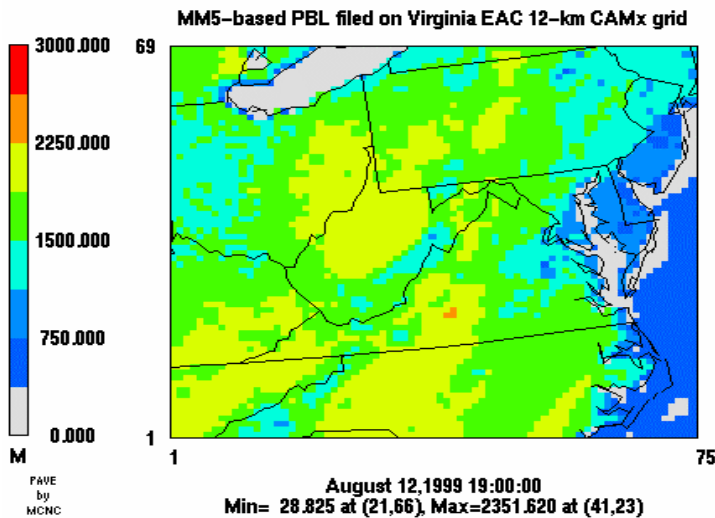 MM5-based PBL filed on Virginia EAC 12-km CAMx grid
3000.000
2250.000
1500.000
750.000
0.000
M
PAVE
by
MCNC
69
1
1
75
August 12,1999 19:00:00
Min= 28.825 at (21,66), Max=2351.620 at (41,23)